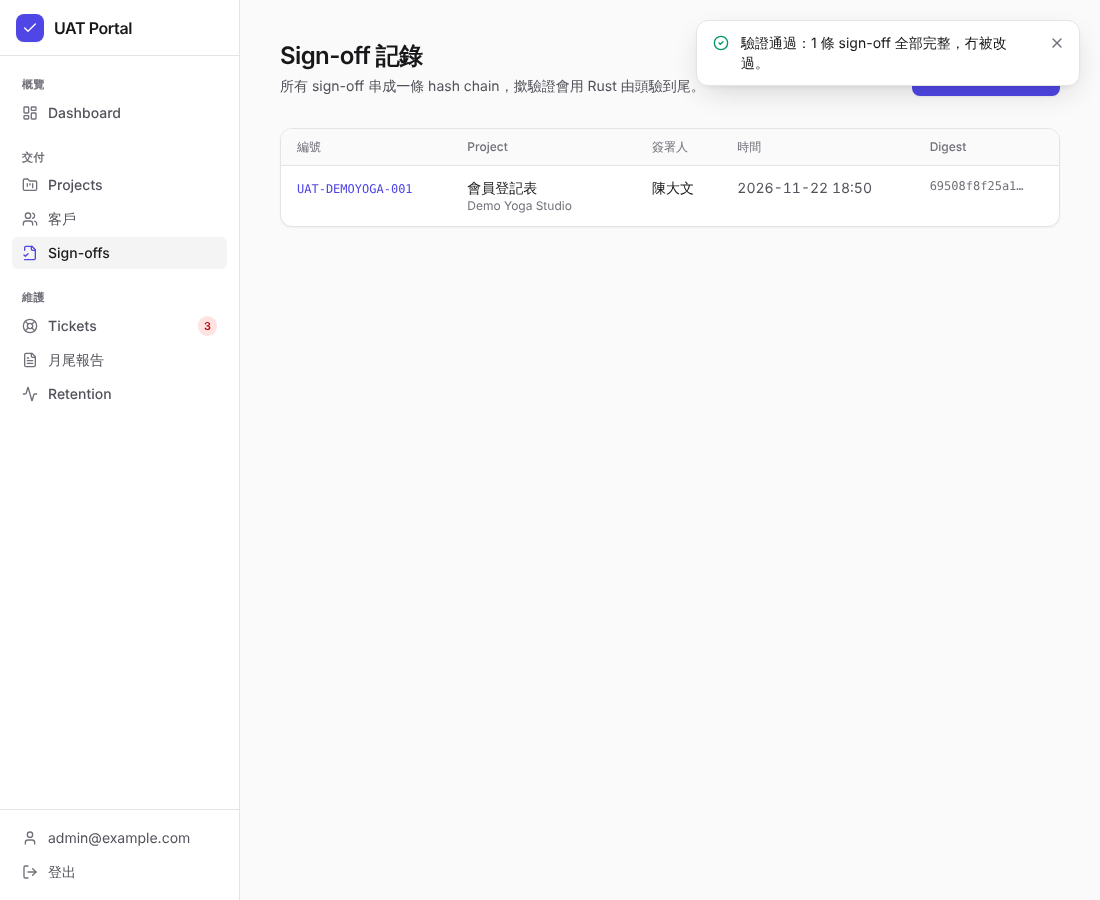 UAT Portal
概覽
Dashboard
交付
Projects
客戶
Sign-offs
維護
Tickets
3
月尾報告
Retention
admin@example.com
登出
Sign-off 記錄
所有 sign-off 串成一條 hash chain，撳驗證會用 Rust 由頭驗到尾。
驗證通過：1 條 sign-off 全部完整，冇被改
過。
編號
Project
簽署人
時間
Digest
UAT-DEMOYOGA-001
會員登記表
Demo Yoga Studio
陳大文
2026-11-22 18:50
69508f8f25a1…